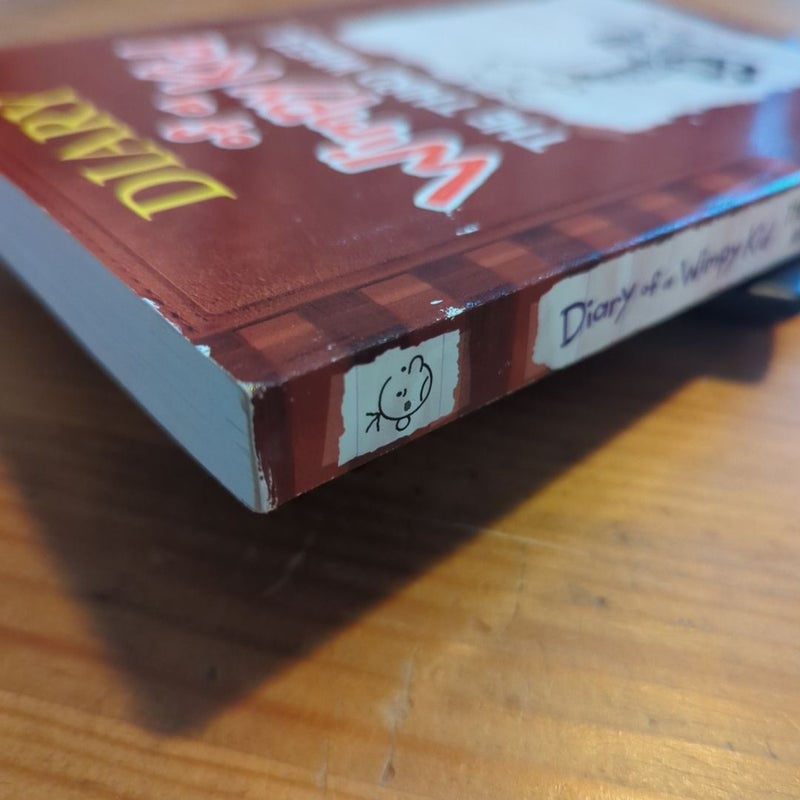 DIARY
of a
Wimpy Kid
THE THIRD WHEEL
Diary of a Wimpy Kid